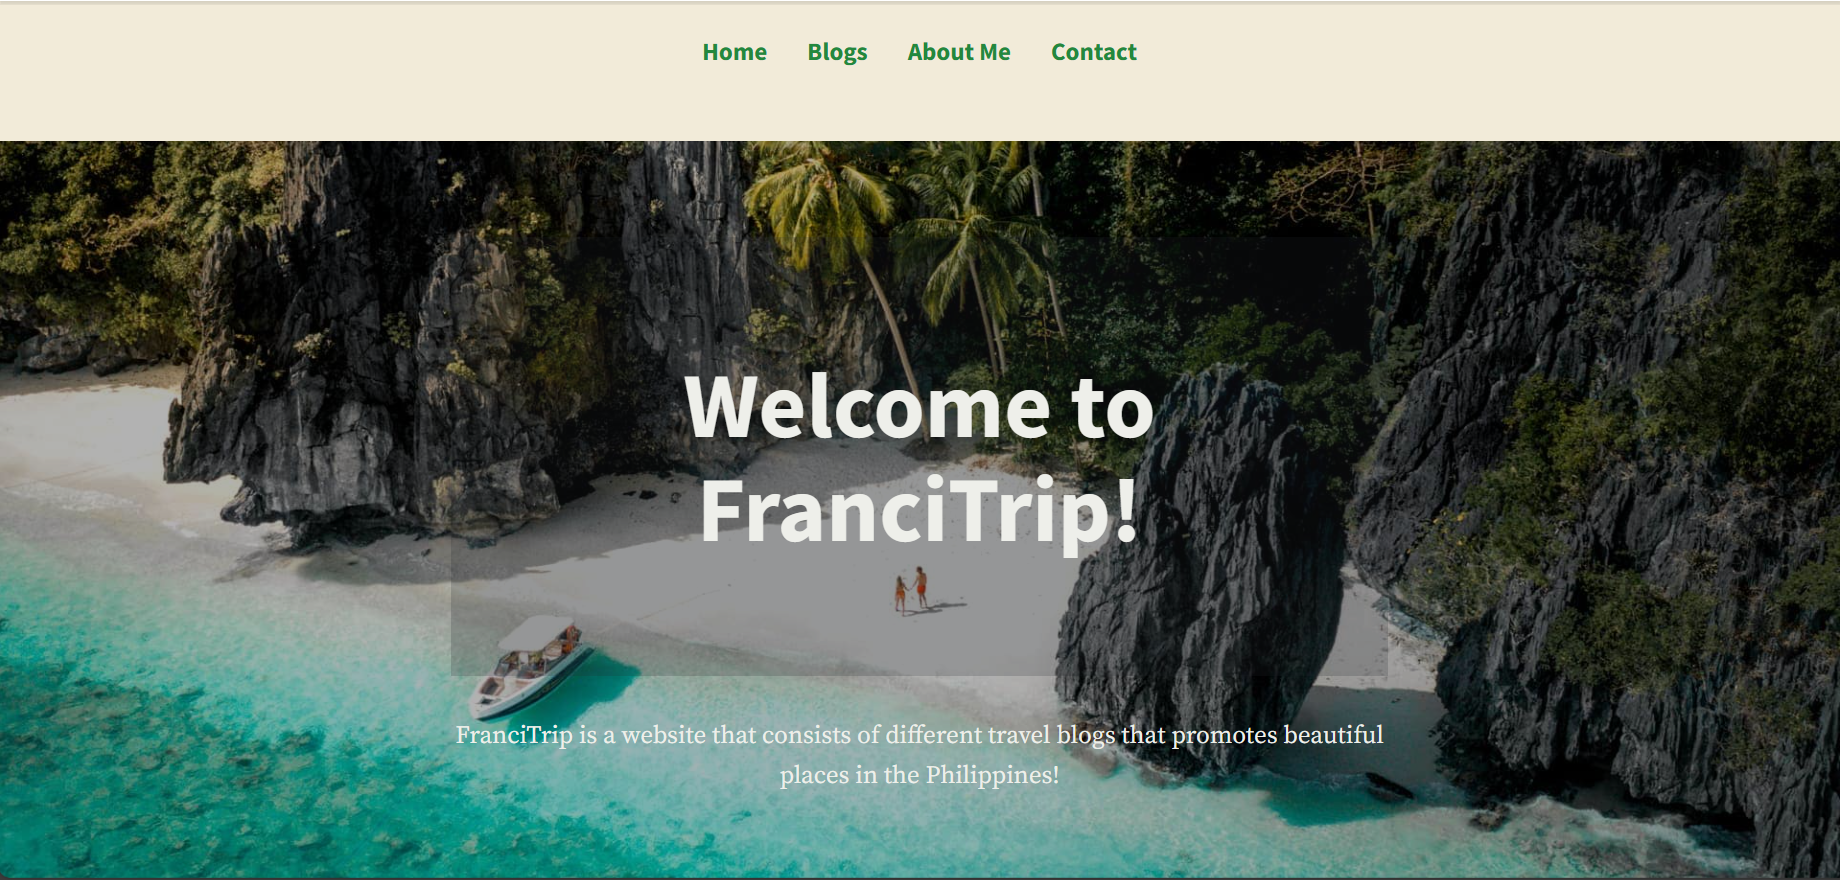 Home Blogs About Me Contact
Welcome to
FranciTrip!
FranciTrip is a website that consists of different travel blogs that promotes beautiful
places in the Philippines!